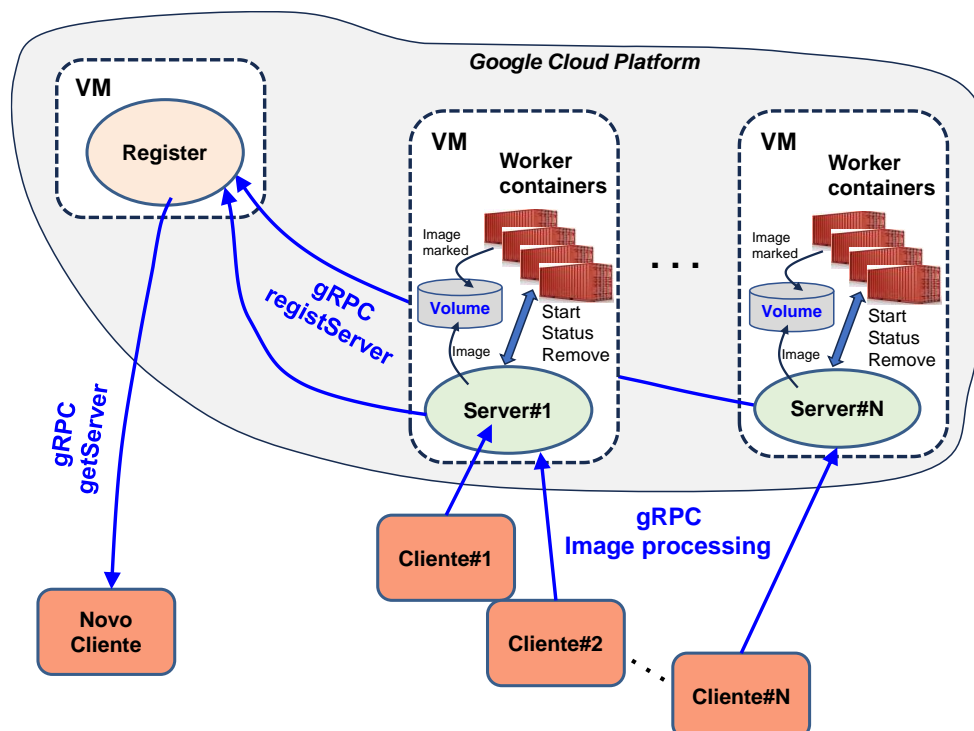 Google Cloud Platform
VM
Register
VM
Worker
containers
Image
marked
Volume
Image
Start
Status
Remove
Server#1
. . .
VM
Worker
containers
Image
marked
Volume
Image
Start
Status
Remove
Server#N
gRPC
registServer
gRPC
getServer
gRPC
Image processing
Novo
Cliente
Cliente#1
Cliente#2
. . .
Cliente#N